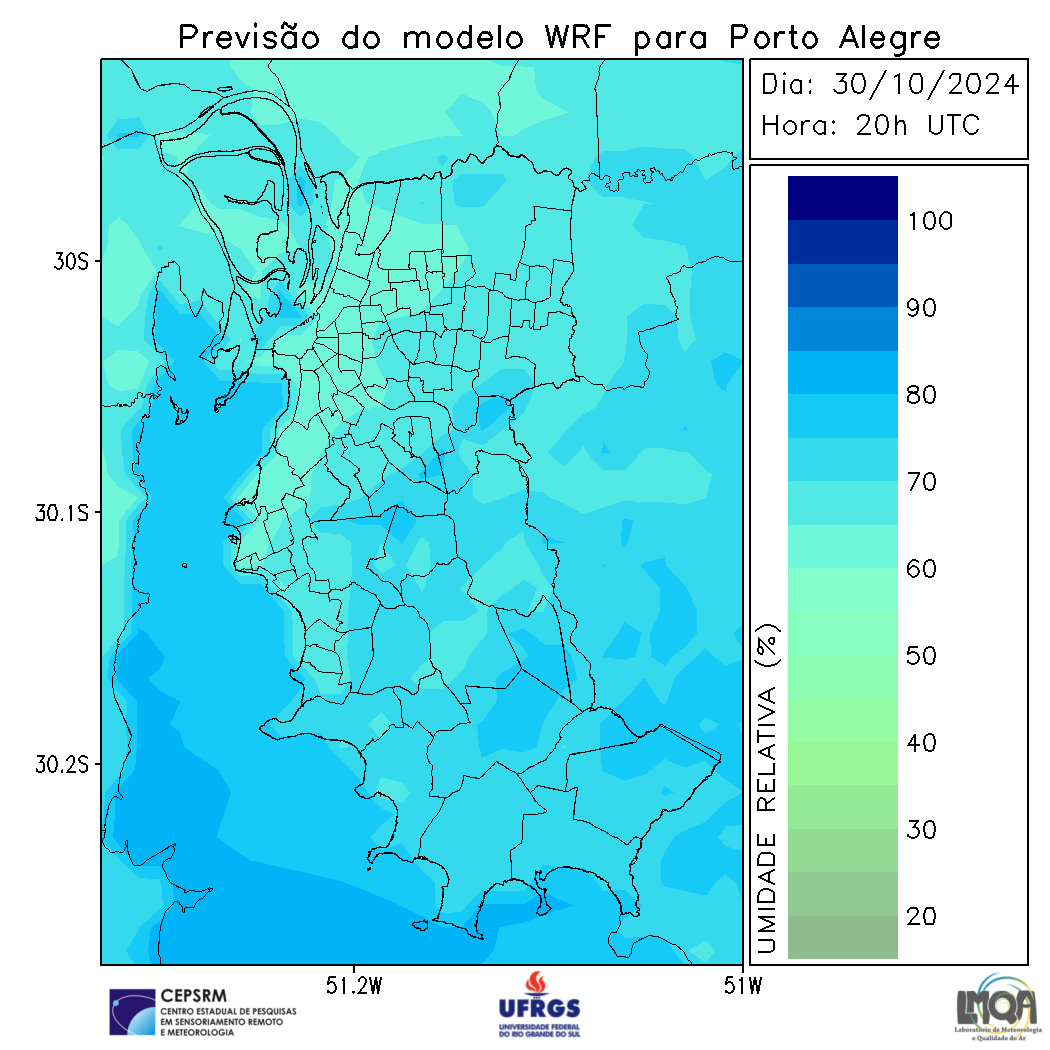 Previsão do modelo WRF para Porto Alegre
Dia: 30/10/2024
Hora: 20h UTC
30S
30.1S
30.2S
51.2W
51W
UMIDADE RELATIVA (%)
100
90
80
70
60
50
40
30
20
CEPSRM
CENTRO ESTADUAL DE PESQUISAS
EM SENSORIAMENTO REMOTO
E METEOROLOGIA
UFRGS
UNIVERSIDADE FEDERAL
DO RIO GRANDE DO SUL
LMQA
Laboratório de Meteorologia
e Qualidade do Ar